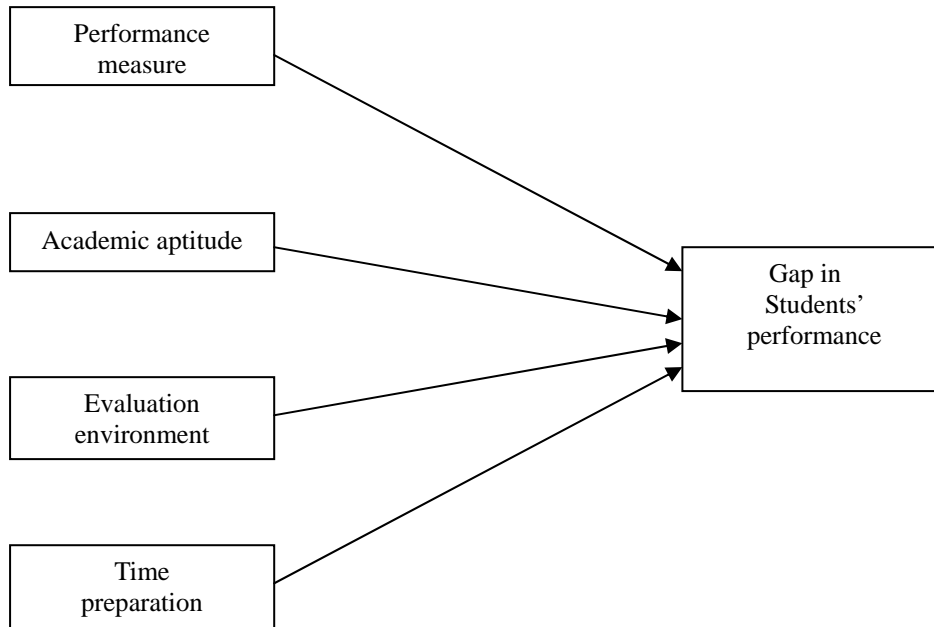 Performance
measure
Academic aptitude
Gap in
Students’
performance
Evaluation
environment
Time
preparation